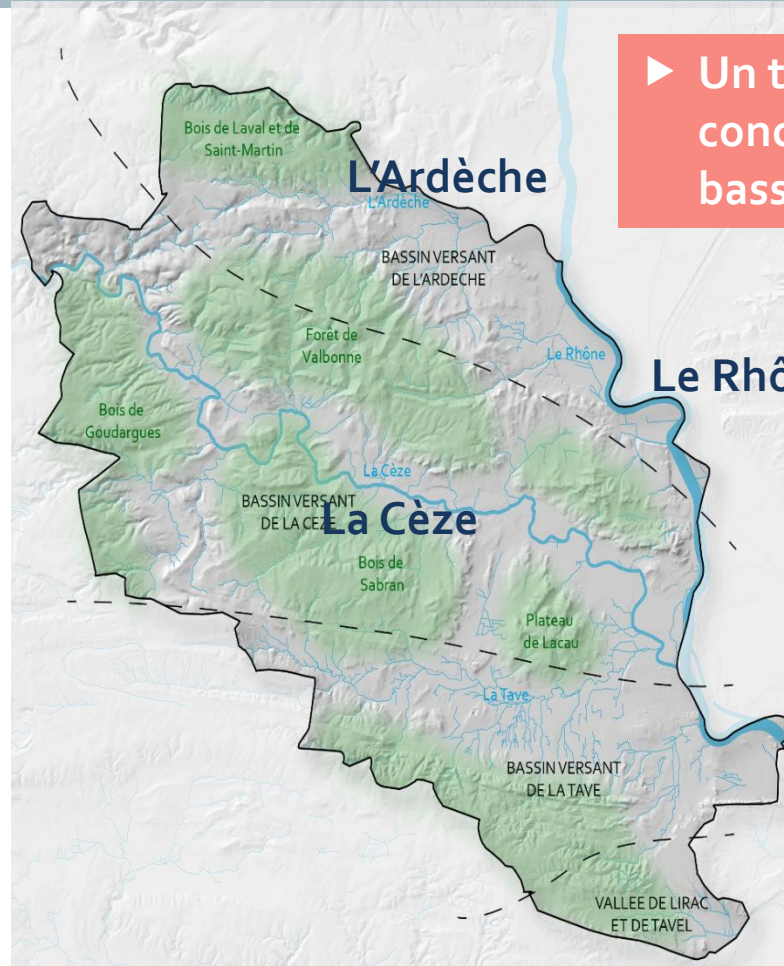 ▶ Un t
conc
bass
Bois de Laval et de
Saint-Martin
L'Ardèche
L'Ardèche
BASSIN VERSANT
DE L'ARDECHE
Forêt de
Valbonne
Le Rhône
Le Rhô
Bois de
Goudargues
La Cèze
BASSIN VERSANT
DE LA CEZE
La Cèze
Bois de
Sabran
Plateau
de Lacau
La Tave
BASSIN VERSANT
DE LA TAVE
VALLEE DE LIRAC
ET DE TAVEL